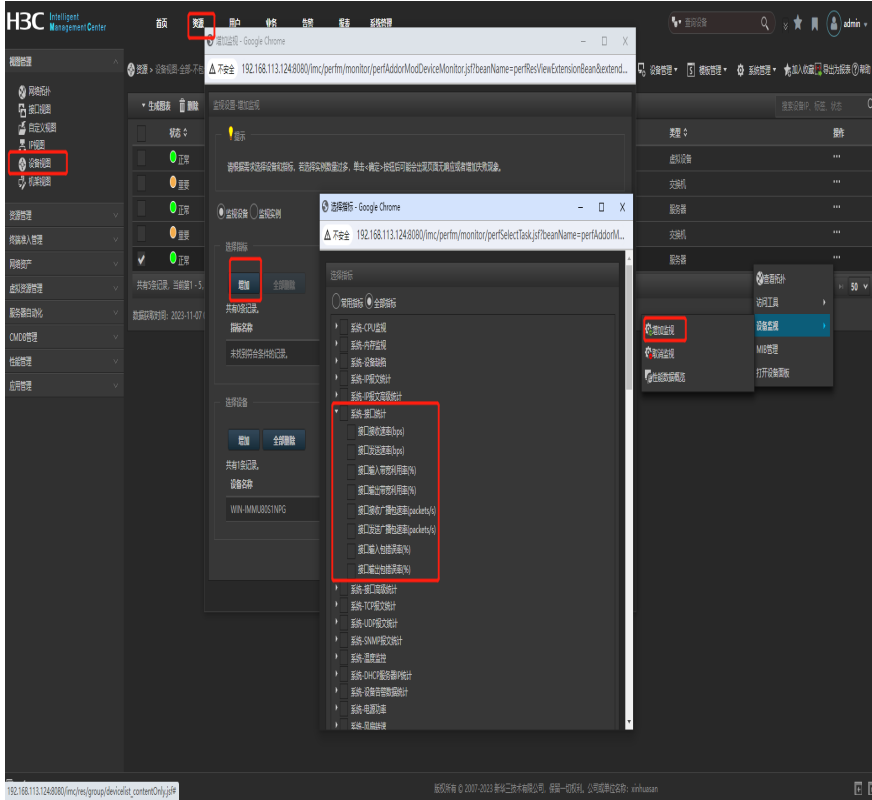 H3C Intelligent Management Center
首页 资源 用户 业务 告警 报表 系统管理
查询设备
admin
视图管理
网络拓扑
接口视图
自定义视图
IP视图
设备视图
机架视图
资源管理
终端准入管理
网络资产
虚拟资源管理
服务器自动化
CMDB管理
性能管理
应用管理
资源 > 设备视图-全部-不包
设备管理 模板管理 系统管理 加入收藏 导出为报表 帮助
生成图表 删除
搜索设备IP、标签、状态
状态
类型 操作
正常 虚拟设备 ...
重要 交换机 ...
正常 服务器 ...
重要 交换机 ...
正常 服务器 ...
共有5条记录, 当前第1 - 5,
50
数据获取时间: 2023-11-07
增加监视 - Google Chrome
不安全 192.168.113.124:8080/imc/perfm/monitor/perfAddorModDeviceMonitor.jsf?beanName=perfResViewExtensionBean&extend...
监视设置-增加监视
提示
请根据需求选择设备和指标，若选择实例数量过多，单击<确定>按钮后可能会出现页面无响应或者增加失败现象。
监视设备 监视实例
选择指标
增加 全部删除
共有0条记录。
指标名称
未找到符合条件的记录。
选择设备
增加 全部删除
共有1条记录。
设备名称
WIN-IMMU80S1NPG
选择指标 - Google Chrome
不安全 192.168.113.124:8080/imc/perfm/monitor/perfSelectTask.jsf?beanName=perfAddorM...
选择指标
常用指标 全部指标
系统-CPU监视
系统-内存监视
系统-设备缺档
系统-IP报文统计
系统-IP报文高级统计
系统-接口统计
接口接收速率(bps)
接口发送速率(bps)
接口输入带宽利用率(%)
接口输出带宽利用率(%)
接口接收广播包速率(packets/s)
接口发送广播包速率(packets/s)
接口输入包错误率(%)
接口输出包错误率(%)
系统-接口高级统计
系统-TCP报文统计
系统-UDP报文统计
系统-SNMP报文统计
系统-温度监控
系统-DHCP服务器IP统计
系统-设备告警数据统计
系统-电源功率
系统-风扇转速
查看拓扑
访问工具
设备监视
MIB管理
打开设备面板
增加监视
取消监视
性能数据概览
192.168.113.124:8080/imc/res/group/devicelist_contentOnly.jsf#
版权所有 © 2007-2023 新华三技术有限公司, 保留一切权利。公司或单位名称: xinhuasan